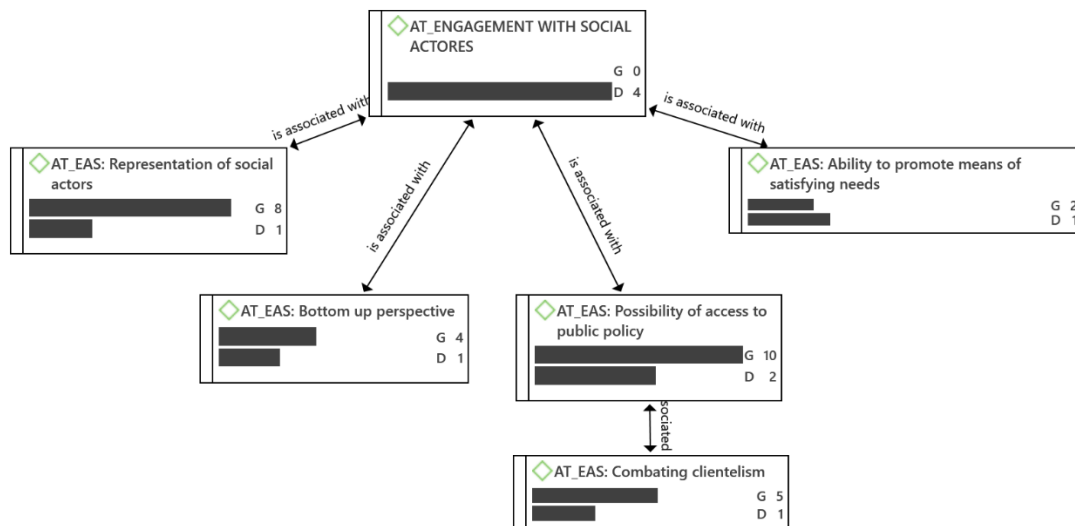 AT_ENGAGEMENT WITH SOCIAL
ACTORES
G 0
D 4
is associated with
is associated with
AT_EAS: Representation of social
actors
G 8
D 1
AT_EAS: Ability to promote means of
satisfying needs
G 2
D 1
is associated with
is associated with
AT_EAS: Bottom up perspective
G 4
D 1
AT_EAS: Possibility of access to
public policy
G 10
D 2
sociated
AT_EAS: Combating clientelism
G 5
D 1